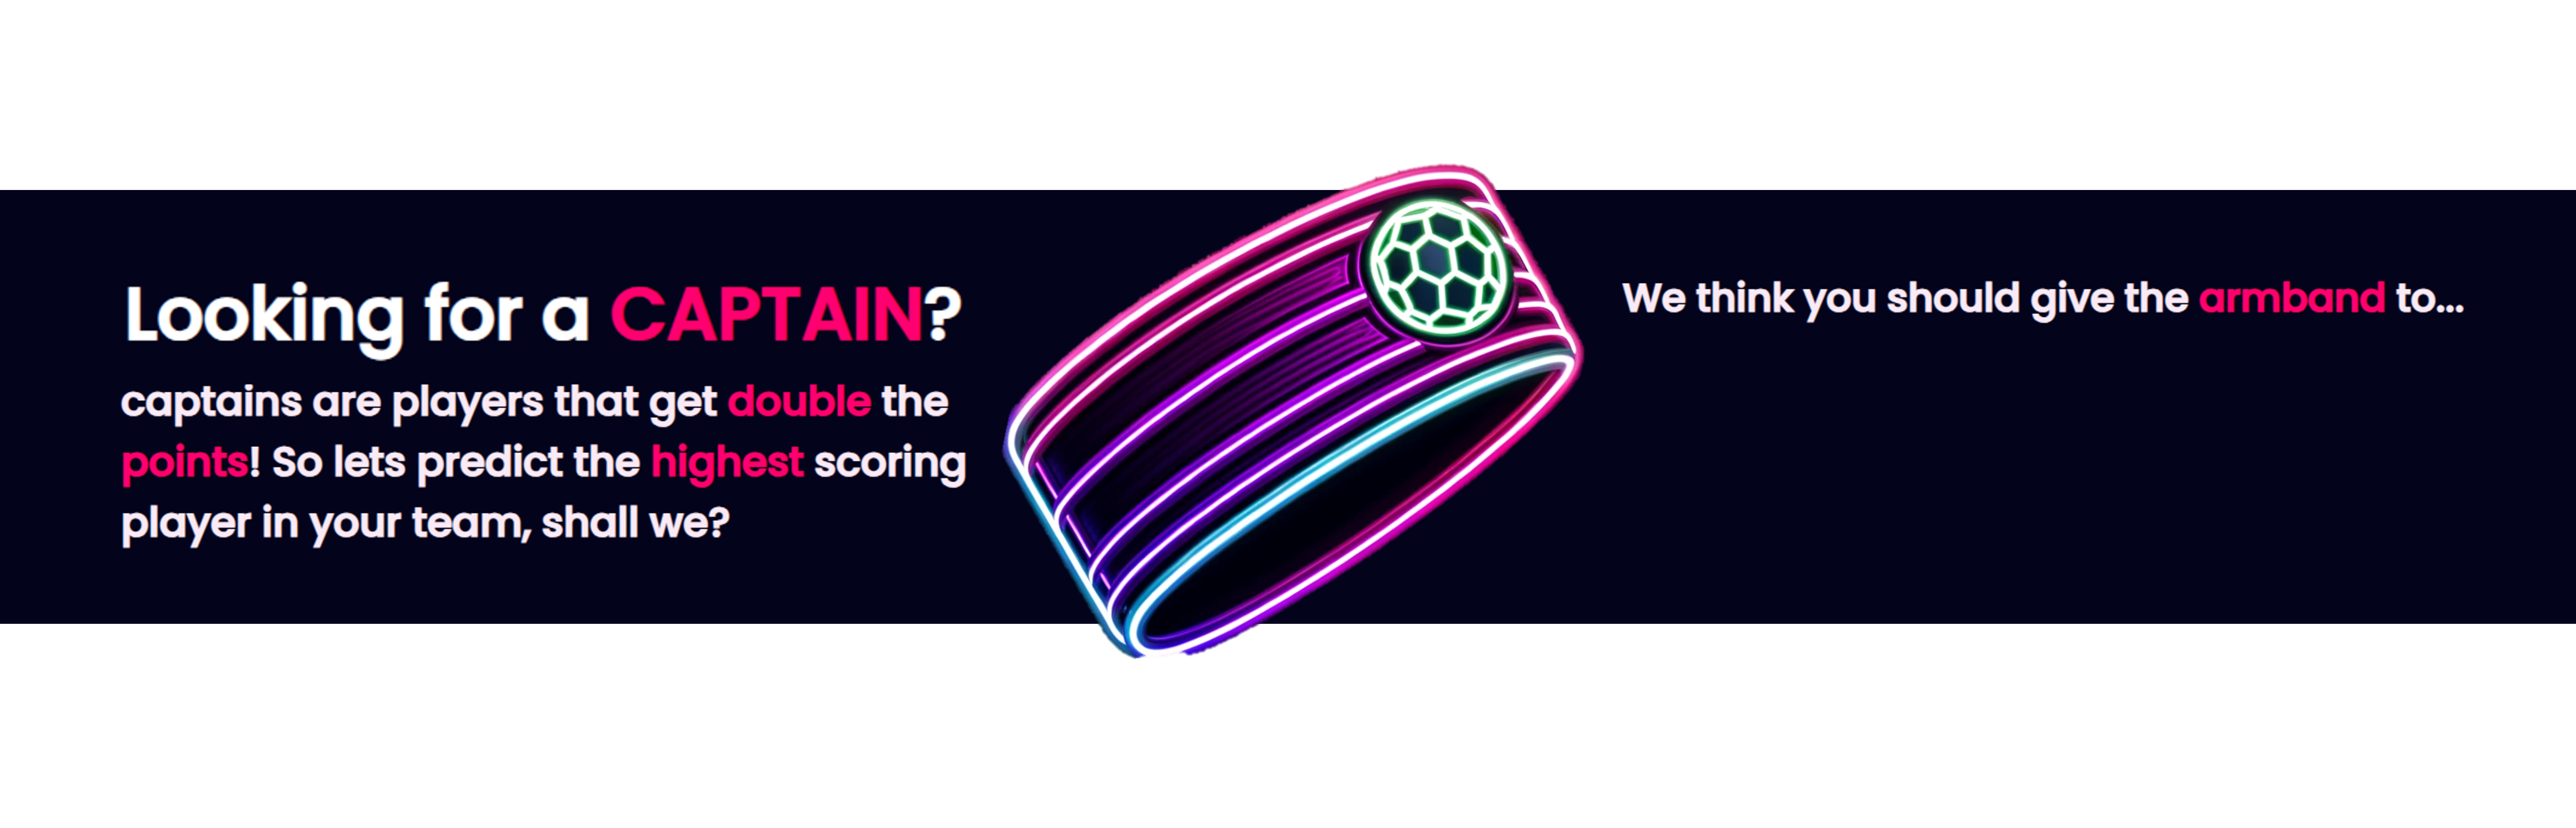 Looking for a CAPTAIN?
captains are players that get double the
points! So lets predict the highest scoring
player in your team, shall we?
We think you should give the armband to...